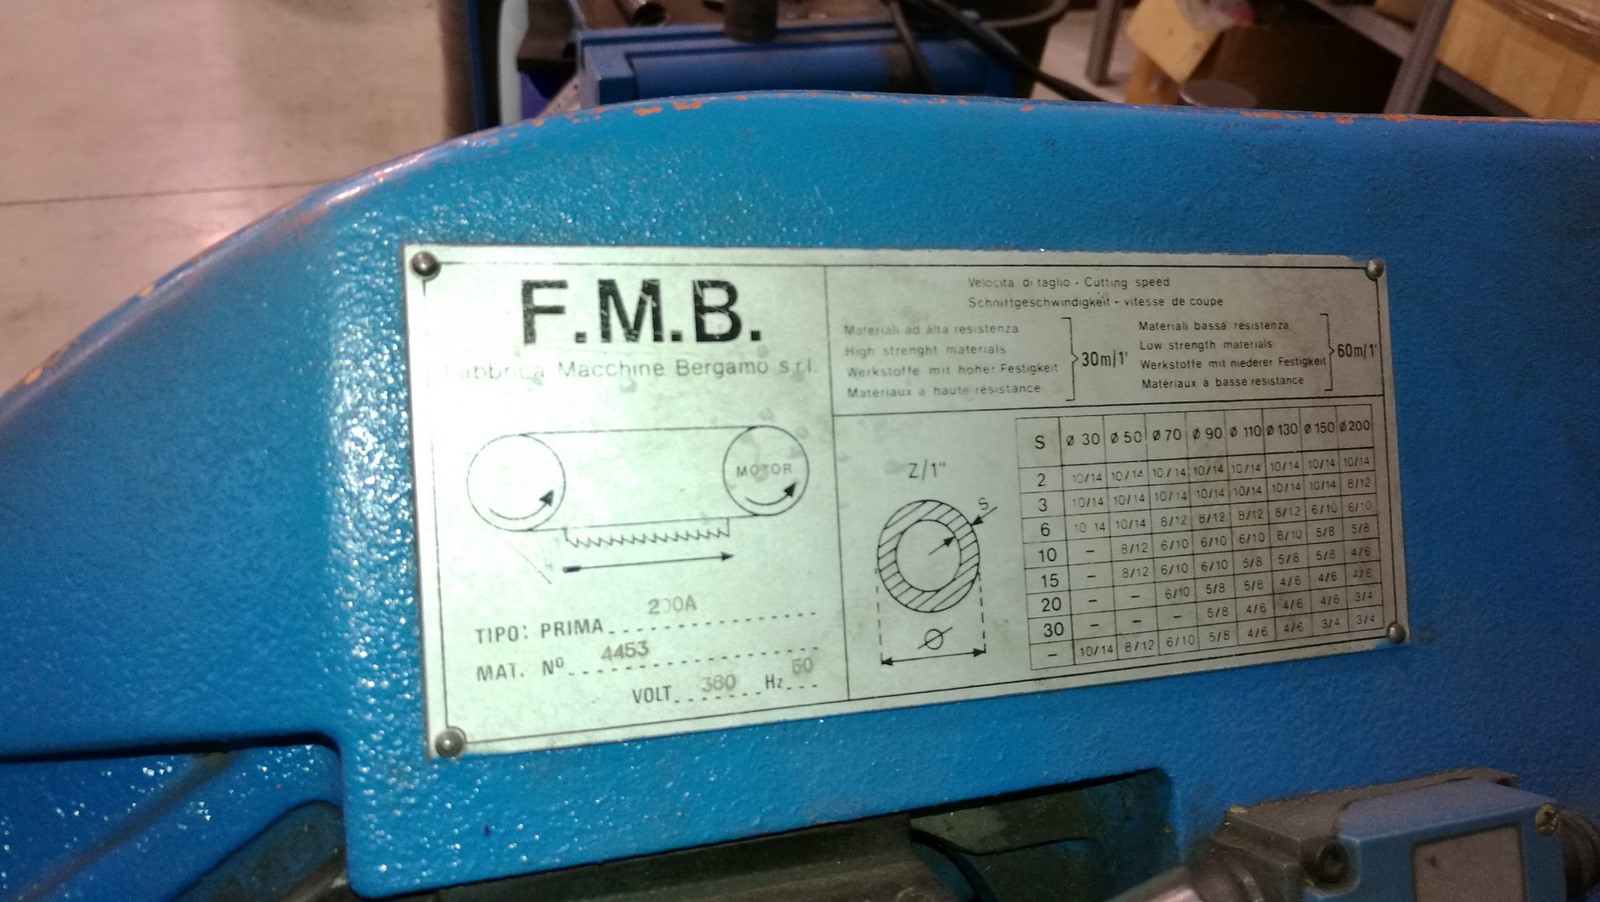 F.M.B.
Fabbrica Macchine Bergamo s.r.l.
MOTOR
TIPO: PRIMA 200A
MAT. Nº 4453
VOLT 380 Hz 50
Velocita di taglio - Cutting speed
Schnittgeschwindigkeit - vitesse de coupe
Materiali ad alta resistenza
High strenght materials
Werkstoffe mit hoher Festigkeit
Materiaux a haute resistance
30m/1'
Materiali bassa resistenza
Low strength materials
Werkstoffe mit niederer Festigkeit
Materiaux a basse resistance
60m/1'
Z/1"
S
Ø
S Ø 30 Ø 50 Ø 70 Ø 90 Ø 110 Ø 130 Ø 150 Ø 200
2 10/14 10/14 10/14 10/14 10/14 10/14 10/14 10/14
3 10/14 10/14 10/14 10/14 10/14 10/14 10/14 8/12
6 10/14 10/14 8/12 8/12 8/12 8/12 6/10 6/10
10 – 8/12 6/10 6/10 6/10 6/10 5/8 5/8
15 – 8/12 6/10 6/10 5/8 5/8 5/8 4/6
20 – – 6/10 5/8 5/8 4/6 4/6 4/6
30 – – – 5/8 4/6 4/6 4/6 3/4
– 10/14 8/12 6/10 5/8 4/6 4/6 3/4 3/4